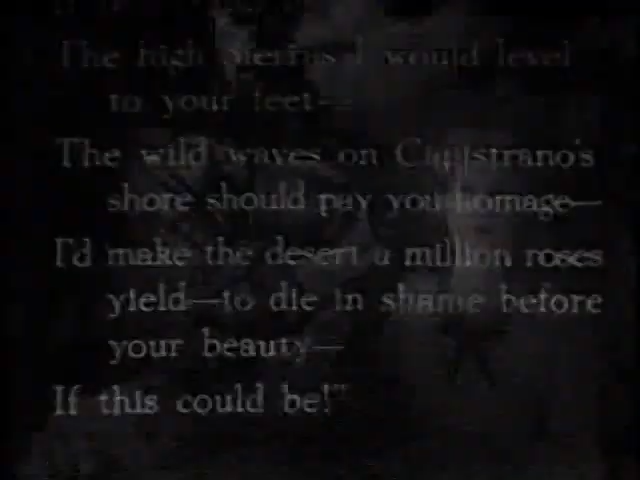 The high Sierras I would level
to your feet—
The wild waves on Capistrano's
shore should pay you homage—
I'd make the desert a million roses
yield—to die in shame before
your beauty—
If this could be!"